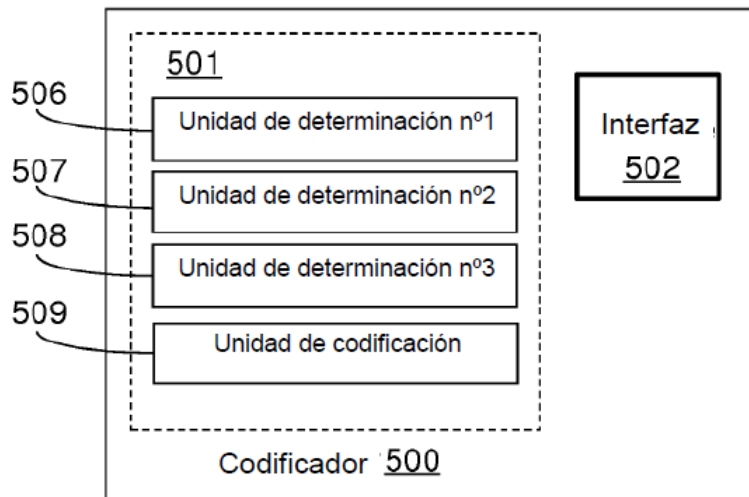 501
506
Unidad de determinación nº1
Interfaz
502
507
Unidad de determinación nº2
508
Unidad de determinación nº3
509
Unidad de codificación
Codificador 500